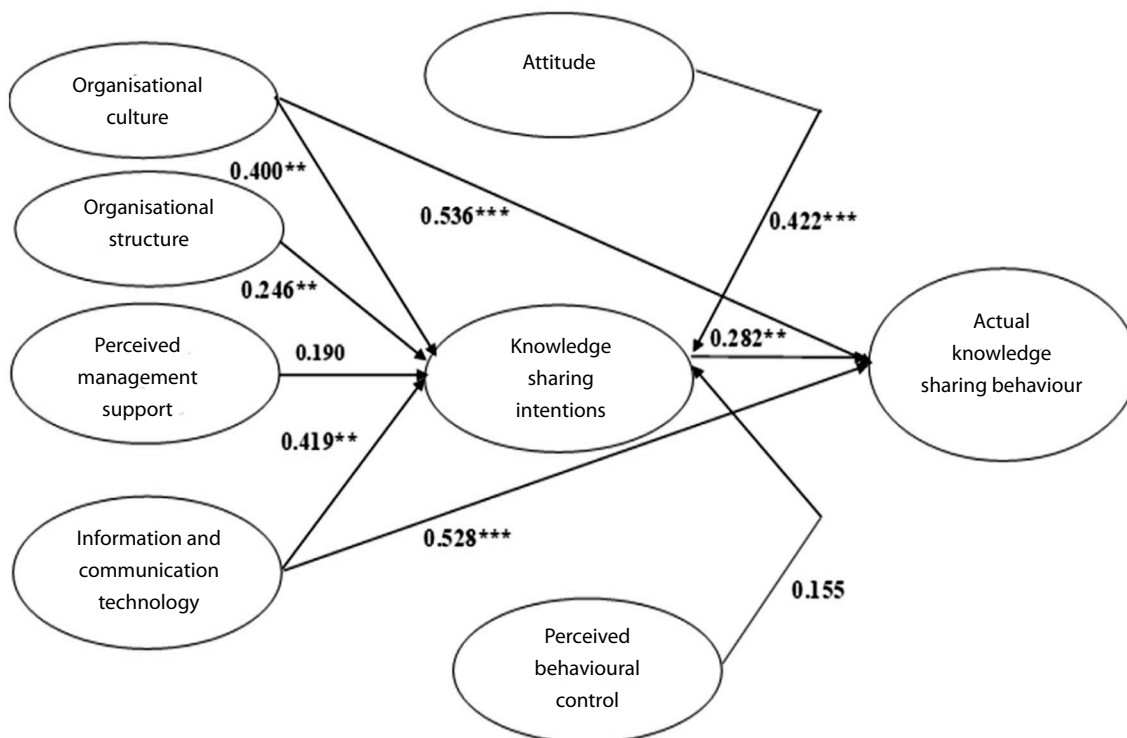 Organisational
culture
Attitude
0.400**
Organisational
structure
0.536***
0.422***
0.246**
Perceived
management
support
0.190
Knowledge
sharing
intentions
0.282**
Actual
knowledge
sharing behaviour
0.419**
Information and
communication
technology
0.528***
0.155
Perceived
behavioural
control